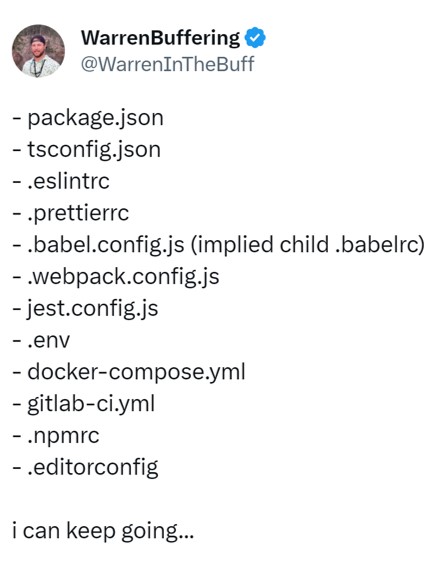 WarrenBuffering
@WarrenInTheBuff
- package.json
- tsconfig.json
- .eslintrc
- .prettierrc
- .babel.config.js (implied child .babelrc)
- .webpack.config.js
- jest.config.js
- .env
- docker-compose.yml
- gitlab-ci.yml
- .npmrc
- .editorconfig
i can keep going...